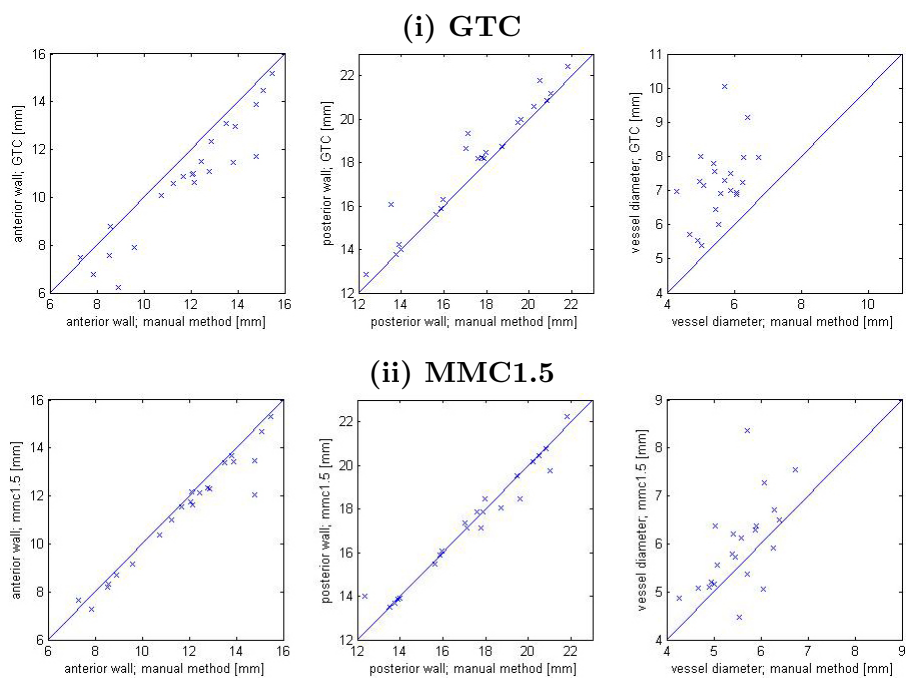 (i) GTC
16
14
12
10
8
6
6 8 10 12 14 16
anterior wall; GTC [mm]
anterior wall; manual method [mm]
22
20
18
16
14
12
12 14 16 18 20 22
posterior wall; GTC [mm]
posterior wall; manual method [mm]
11
10
9
8
7
6
5
4
4 6 8 10
vessel diameter; GTC [mm]
vessel diameter; manual method [mm]
(ii) MMC1.5
16
14
12
10
8
6
6 8 10 12 14 16
anterior wall; mmc1.5 [mm]
anterior wall; manual method [mm]
22
20
18
16
14
12
12 14 16 18 20 22
posterior wall; mmc1.5 [mm]
posterior wall; manual method [mm]
9
8
7
6
5
4
4 5 6 7 8 9
vessel diameter; mmc1.5 [mm]
vessel diameter; manual method [mm]